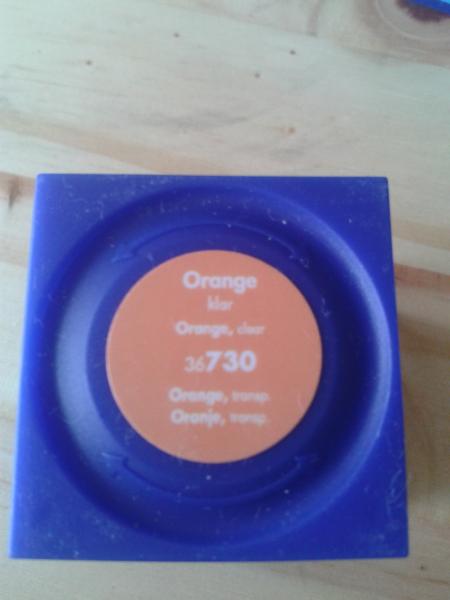 Orange
klar
Orange, clear
36730
Orange, transp.
Oranje, transp.